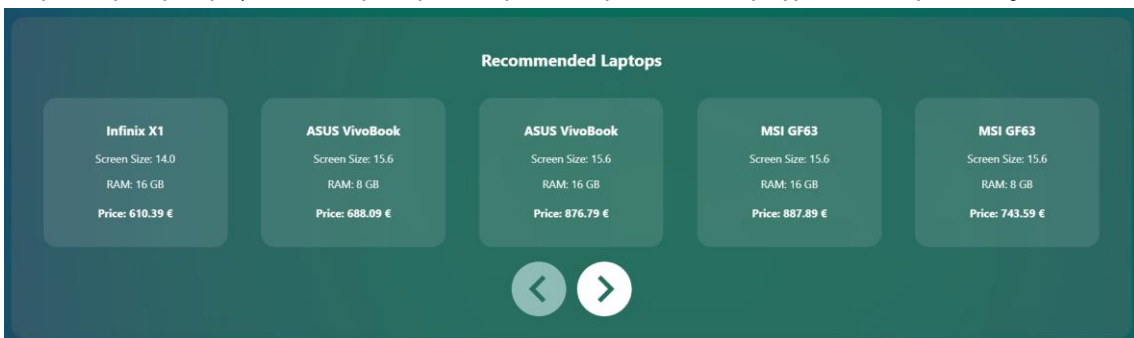 Recommended Laptops
Infinix X1
Screen Size: 14.0
RAM: 16 GB
Price: 610.39 €
ASUS VivoBook
Screen Size: 15.6
RAM: 8 GB
Price: 688.09 €
ASUS VivoBook
Screen Size: 15.6
RAM: 16 GB
Price: 876.79 €
MSI GF63
Screen Size: 15.6
RAM: 16 GB
Price: 887.89 €
MSI GF63
Screen Size: 15.6
RAM: 8 GB
Price: 743.59 €